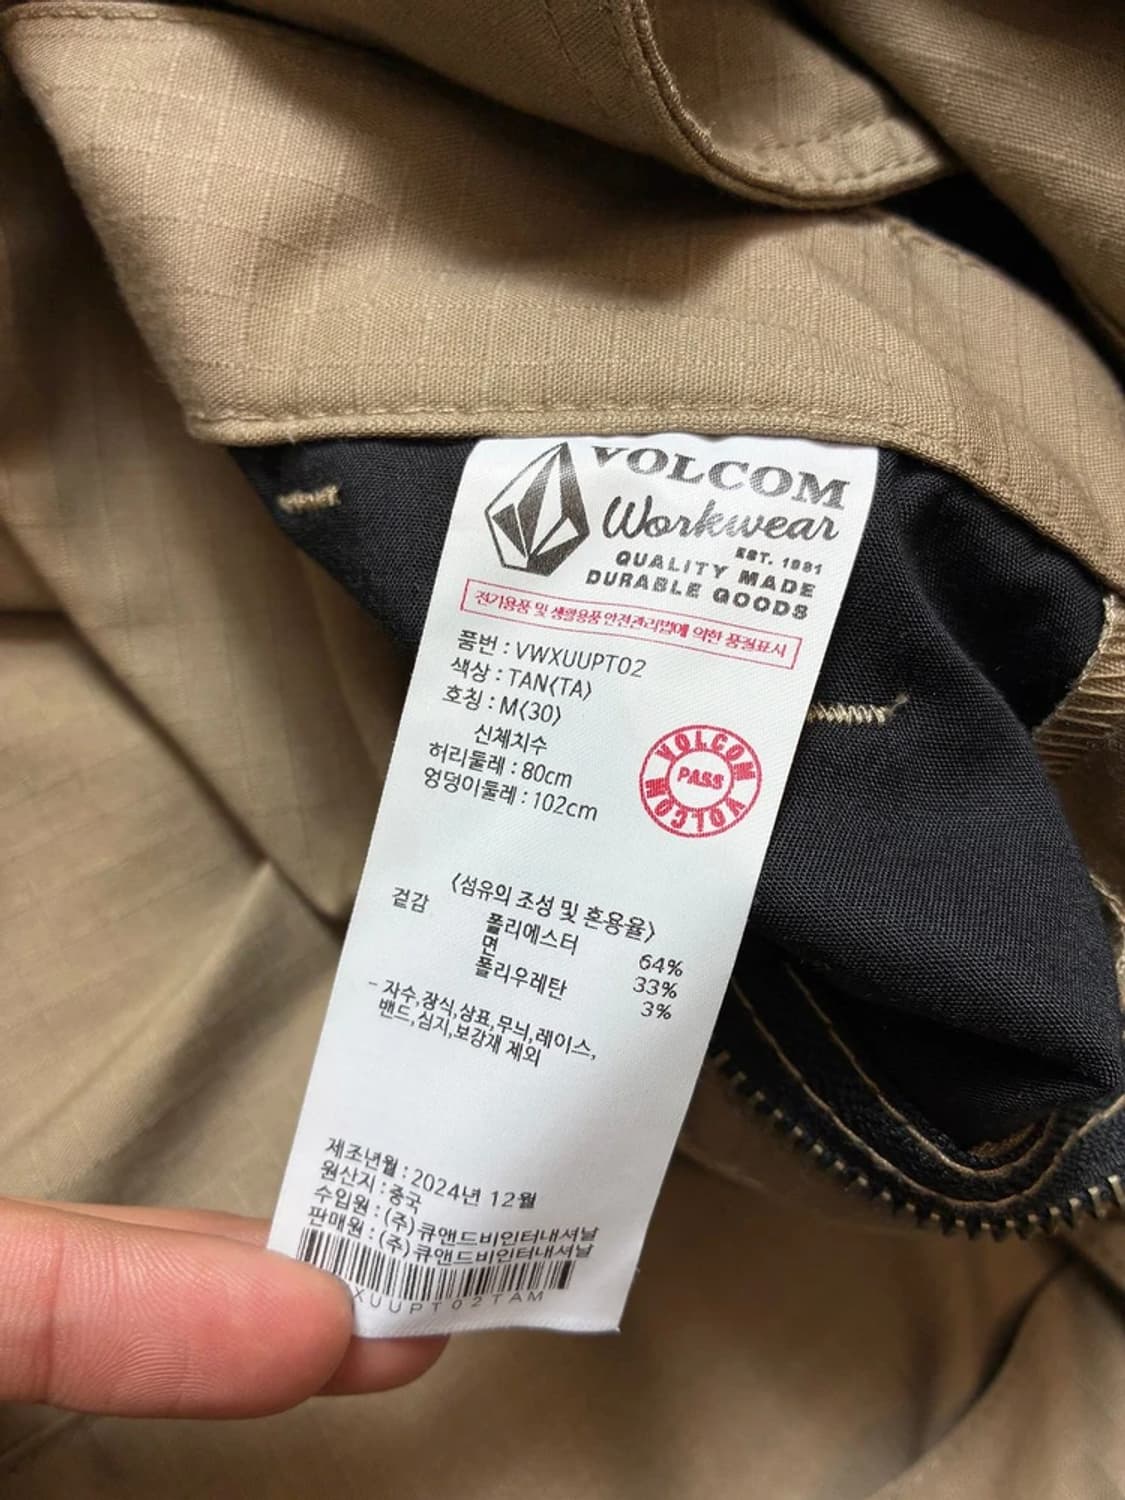 VOLCOM
Workwear
EST. 1991
QUALITY MADE
DURABLE GOODS
전기용품 및 생활용품 안전관리법에 의한 품질표시
품번 : VWXUUPT02
색상 : TAN(TA)
호칭 : M(30)
신체치수
허리둘레 : 80cm
엉덩이둘레 : 102cm
VOLCOM
PASS
VOLCOM
(섬유의 조성 및 혼용율)
겉감
폴리에스터 64%
면 33%
폴리우레탄 3%
- 자수,장식,상표,무늬,레이스,
밴드,심지,보강재 제외
제조년월 : 2024년 12월
원산지 : 중국
수입원 : (주)큐앤드비인터내셔날
판매원 : (주)큐앤드비인터내셔날
XUUPT02TAM